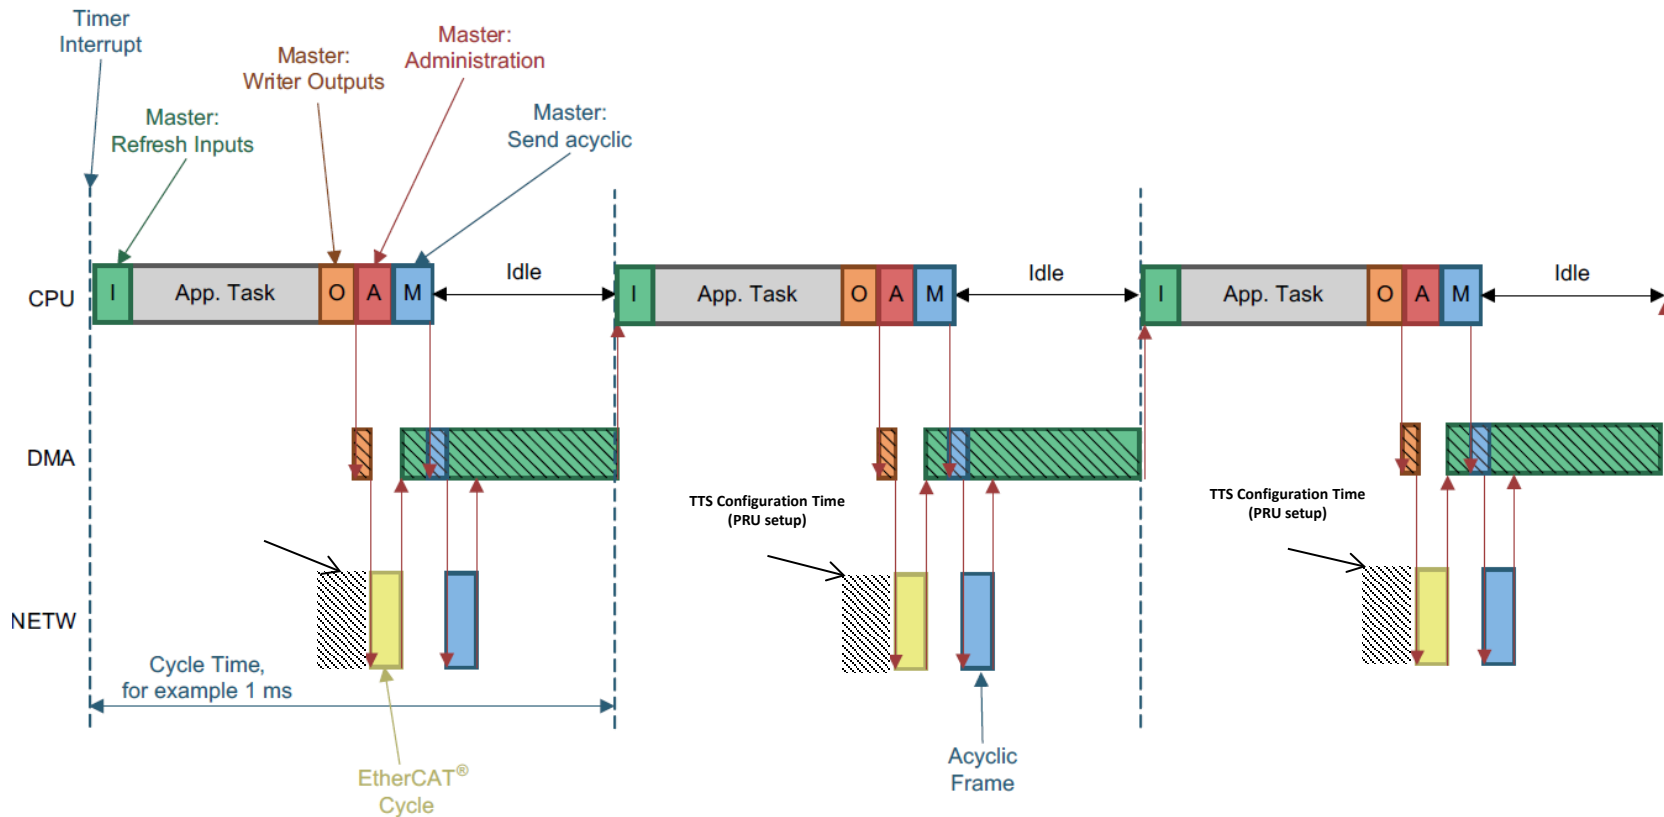 Timer
Interrupt
Master:
Writer Outputs
Master:
Administration
Master:
Refresh Inputs
Master:
Send acyclic
CPU
I
App. Task
O
A
M
Idle
I
App. Task
O
A
M
Idle
I
App. Task
O
A
M
Idle
DMA
TTS Configuration Time
(PRU setup)
TTS Configuration Time
(PRU setup)
NETW
Cycle Time,
for example 1 ms
EtherCAT®
Cycle
Acyclic
Frame